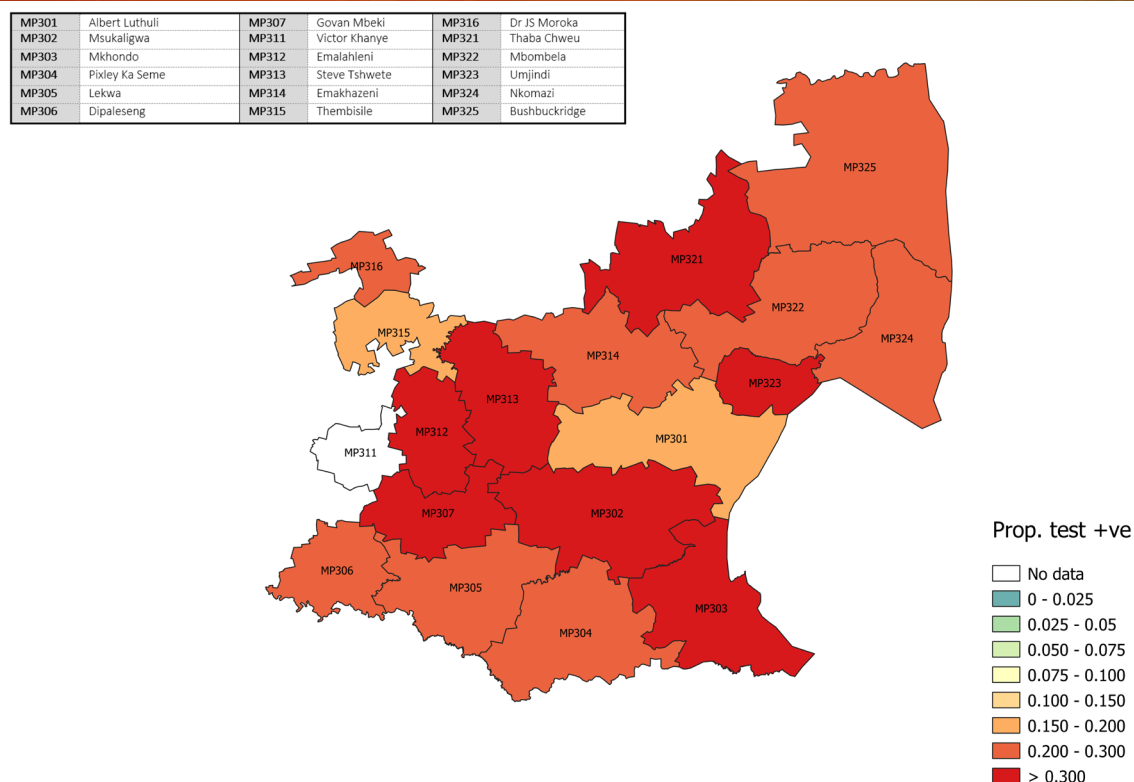 MP301 Albert Luthuli MP307 Govan Mbeki MP316 Dr JS Moroka
MP302 Msukaligwa MP311 Victor Khanye MP321 Thaba Chweu
MP303 Mkhondo MP312 Emalahleni MP322 Mbombela
MP304 Pixley Ka Seme MP313 Steve Tshwete MP323 Umjindi
MP305 Lekwa MP314 Emakhazeni MP324 Nkomazi
MP306 Dipaleseng MP315 Thembisile MP325 Bushbuckridge
MP325
MP321
MP316
MP322
MP315
MP324
MP314
MP323
MP313
MP312
MP301
MP311
MP307
MP302
MP306
MP305
MP303
MP304
Prop. test +ve
No data
0 - 0.025
0.025 - 0.05
0.050 - 0.075
0.075 - 0.100
0.100 - 0.150
0.150 - 0.200
0.200 - 0.300
> 0.300